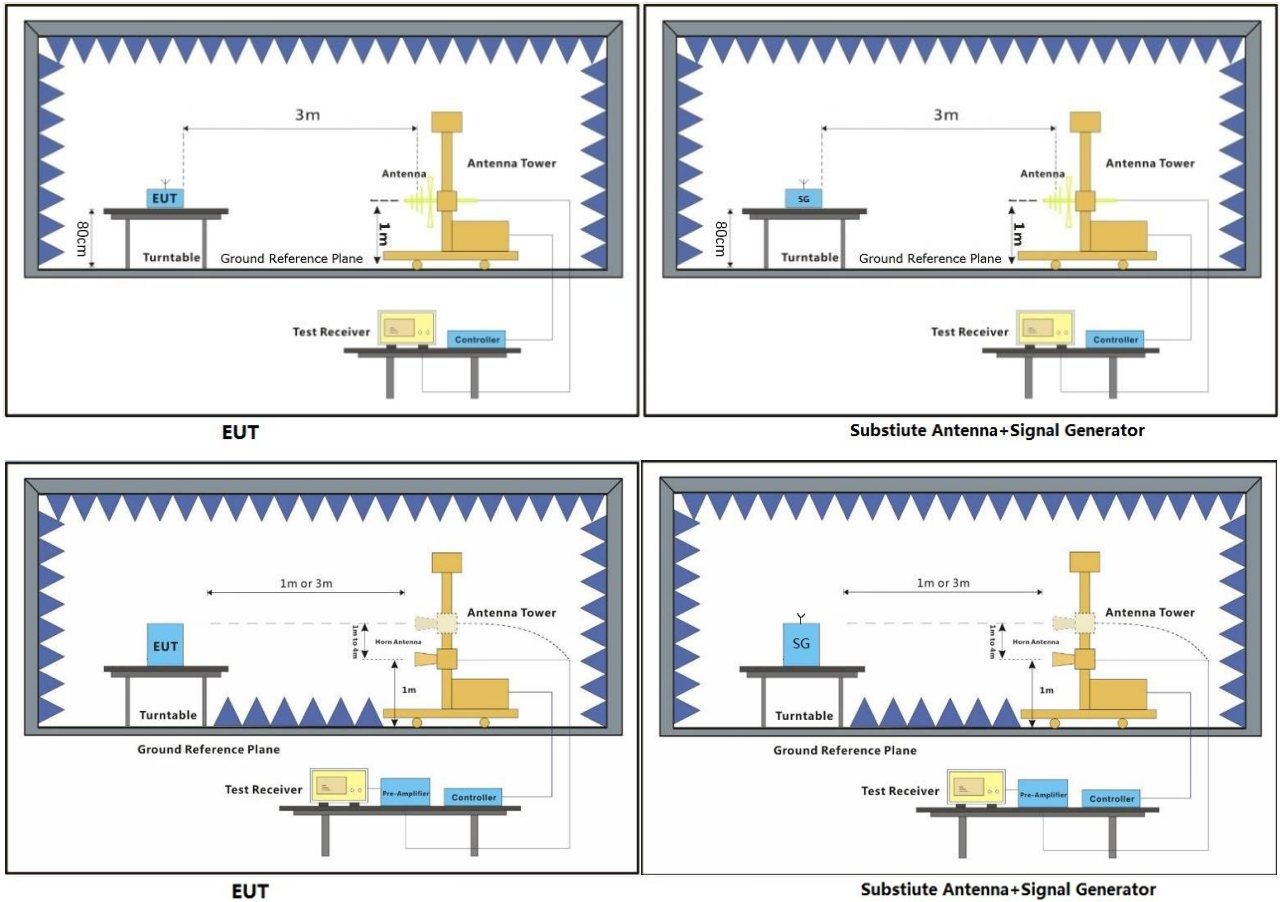 3m
Antenna Tower
Antenna
EUT
80cm
1m
Turntable
Ground Reference Plane
Test Receiver
Controller
EUT
3m
Antenna Tower
Antenna
SG
80cm
1m
Turntable
Ground Reference Plane
Test Receiver
Controller
Substiute Antenna+Signal Generator
1m or 3m
Antenna Tower
1m to 4m
Horn Antenna
EUT
1m
Turntable
Ground Reference Plane
Test Receiver
Pre-Amplifier
Controller
EUT
1m or 3m
Antenna Tower
1m to 4m
Horn Antenna
SG
1m
Turntable
Ground Reference Plane
Test Receiver
Pre-Amplifier
Controller
Substiute Antenna+Signal Generator